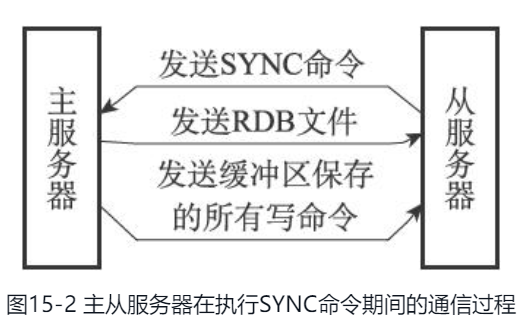 发送SYNC命令
主服务器
发送RDB文件
从服务器
发送缓冲区保存
的所有写命令
图15-2 主从服务器在执行SYNC命令期间的通信过程